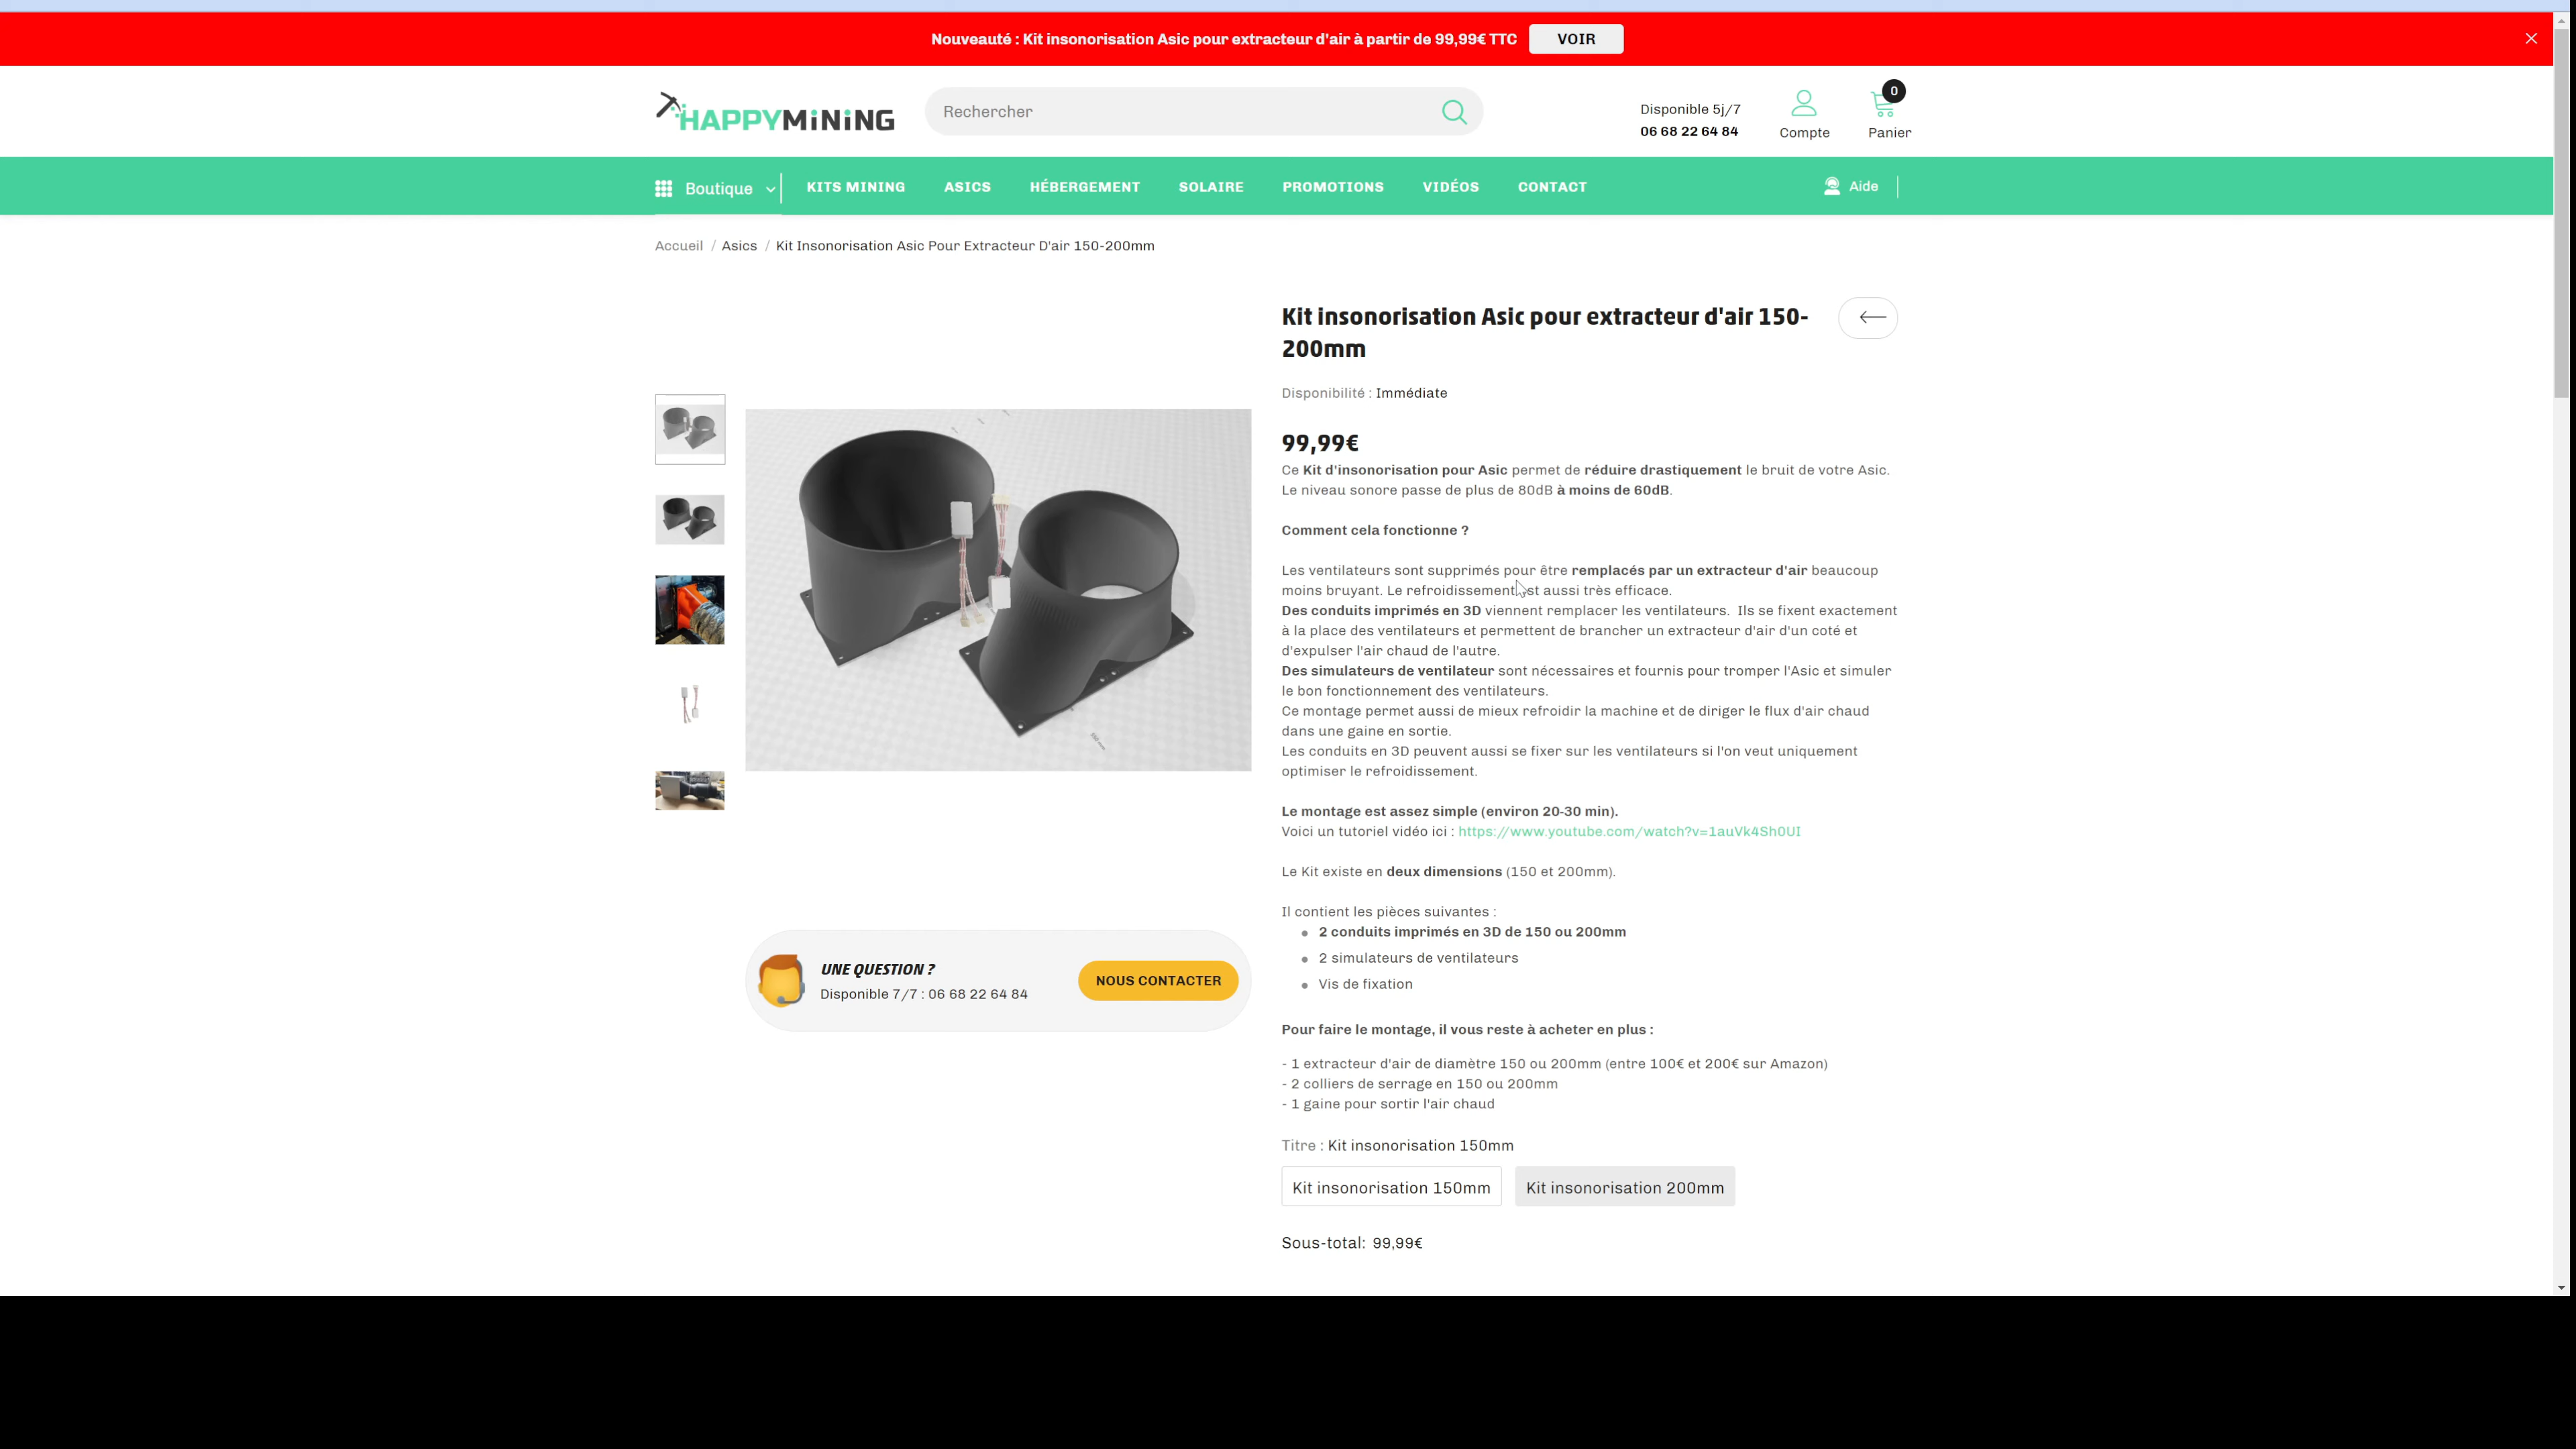 Nouveauté : Kit insonorisation Asic pour extracteur d'air à partir de 99,99€ TTC VOIR
HAPPYMiNiNG
Rechercher
Disponible 5j/7
06 68 22 64 84
Compte
0
Panier
Boutique
KITS MINING
ASICS
HÉBERGEMENT
SOLAIRE
PROMOTIONS
VIDÉOS
CONTACT
Aide
Accueil / Asics / Kit Insonorisation Asic Pour Extracteur D'air 150-200mm
Kit insonorisation Asic pour extracteur d'air 150-
200mm
Disponibilité : Immédiate
99,99€
Ce Kit d'insonorisation pour Asic permet de réduire drastiquement le bruit de votre Asic.
Le niveau sonore passe de plus de 80dB à moins de 60dB.
Comment cela fonctionne ?
Les ventilateurs sont supprimés pour être remplacés par un extracteur d'air beaucoup
moins bruyant. Le refroidissement est aussi très efficace.
Des conduits imprimés en 3D viennent remplacer les ventilateurs. Ils se fixent exactement
à la place des ventilateurs et permettent de brancher un extracteur d'air d'un coté et
d'expulser l'air chaud de l'autre.
Des simulateurs de ventilateur sont nécessaires et fournis pour tromper l'Asic et simuler
le bon fonctionnement des ventilateurs.
Ce montage permet aussi de mieux refroidir la machine et de diriger le flux d'air chaud
dans une gaine en sortie.
Les conduits en 3D peuvent aussi se fixer sur les ventilateurs si l'on veut uniquement
optimiser le refroidissement.
Le montage est assez simple (environ 20-30 min).
Voici un tutoriel vidéo ici : https://www.youtube.com/watch?v=1auVk4Sh0UI
Le Kit existe en deux dimensions (150 et 200mm).
Il contient les pièces suivantes :
2 conduits imprimés en 3D de 150 ou 200mm
2 simulateurs de ventilateurs
Vis de fixation
Pour faire le montage, il vous reste à acheter en plus :
- 1 extracteur d'air de diamètre 150 ou 200mm (entre 100€ et 200€ sur Amazon)
- 2 colliers de serrage en 150 ou 200mm
- 1 gaine pour sortir l'air chaud
Titre : Kit insonorisation 150mm
Kit insonorisation 150mm
Kit insonorisation 200mm
Sous-total: 99,99€
UNE QUESTION ?
Disponible 7/7 : 06 68 22 64 84
NOUS CONTACTER